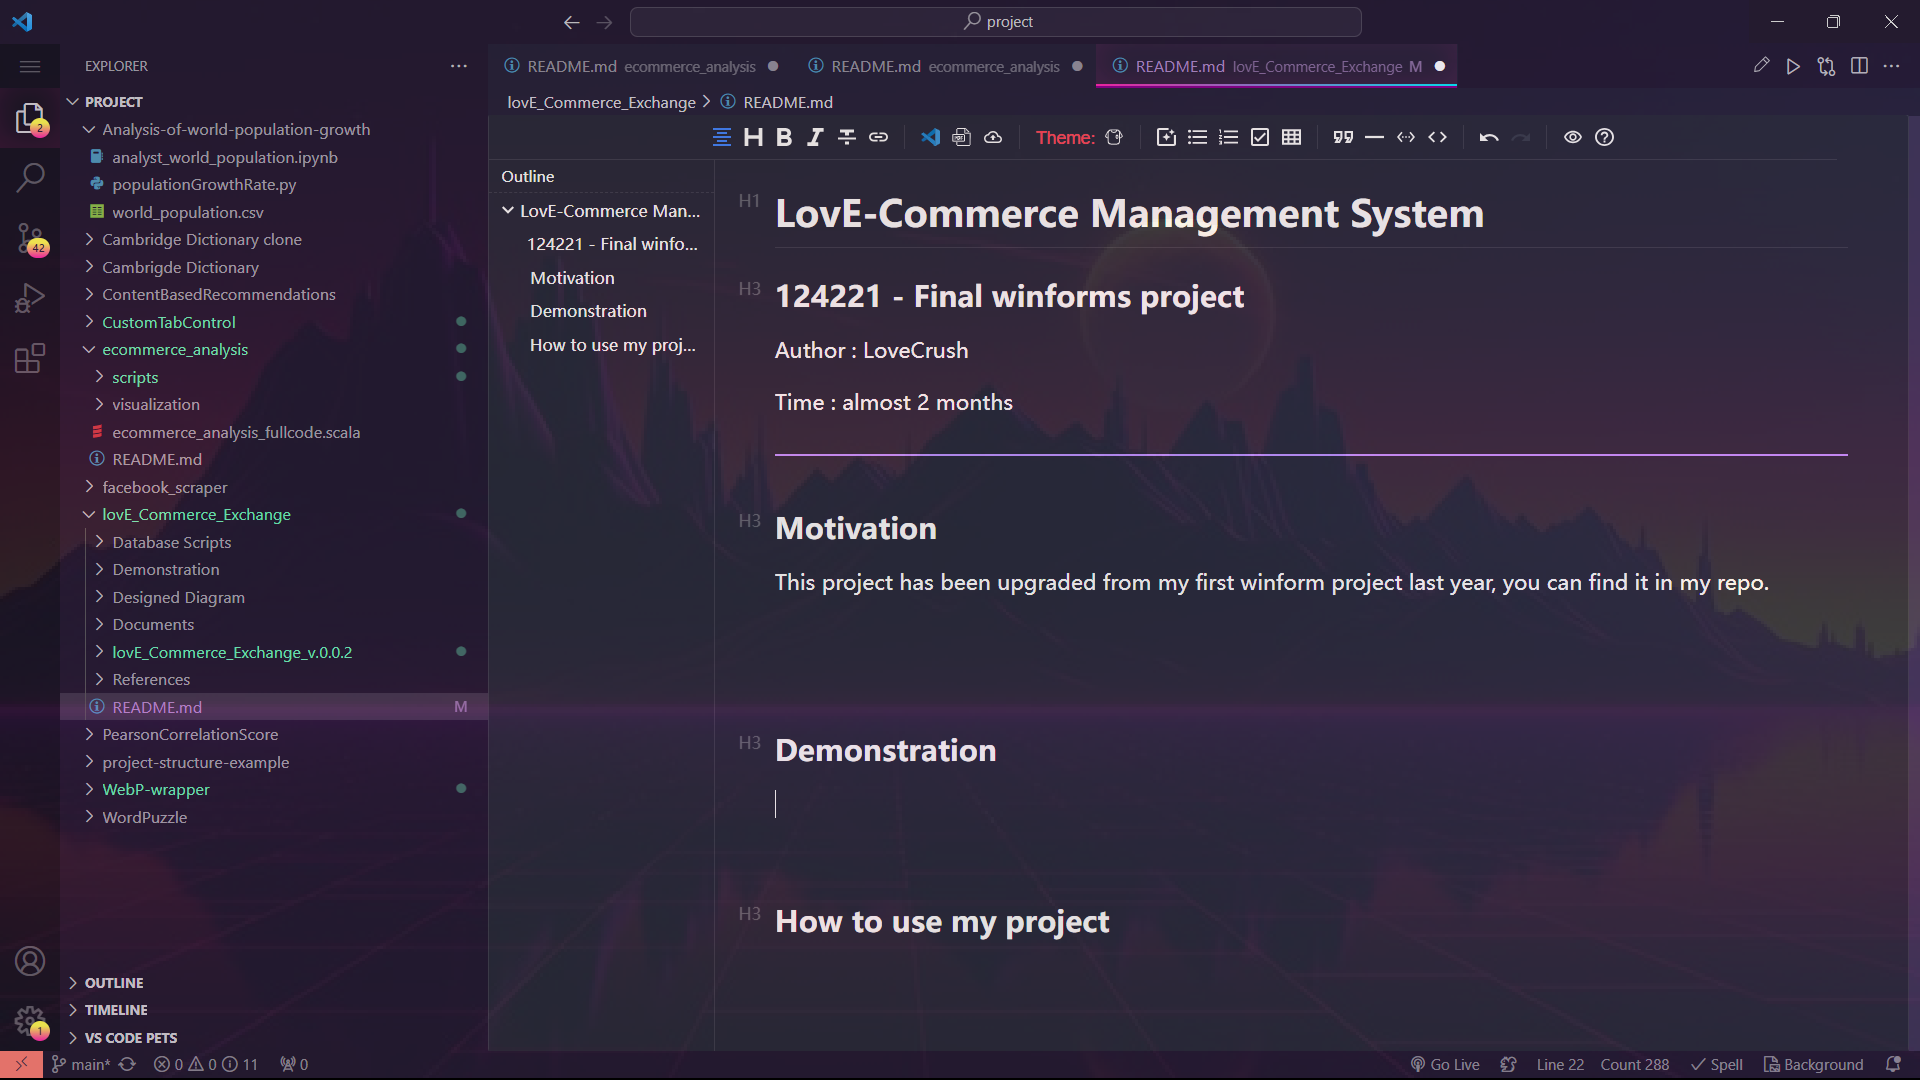 project
EXPLORER
PROJECT
Analysis-of-world-population-growth
analyst_world_population.ipynb
populationGrowthRate.py
world_population.csv
Cambridge Dictionary clone
Cambrigde Dictionary
ContentBasedRecommendations
CustomTabControl
ecommerce_analysis
scripts
visualization
ecommerce_analysis_fullcode.scala
README.md
facebook_scraper
lovE_Commerce_Exchange
Database Scripts
Demonstration
Designed Diagram
Documents
lovE_Commerce_Exchange_v.0.0.2
References
README.md M
PearsonCorrelationScore
project-structure-example
WebP-wrapper
WordPuzzle
OUTLINE
TIMELINE
VS CODE PETS
2
42
1
README.md ecommerce_analysis
README.md ecommerce_analysis
README.md lovE_Commerce_Exchange M
lovE_Commerce_Exchange > README.md
H B I Theme:
Outline
LovE-Commerce Man...
124221 - Final winfo...
Motivation
Demonstration
How to use my proj...
H1 LovE-Commerce Management System
H3 124221 - Final winforms project
Author : LoveCrush
Time : almost 2 months
H3 Motivation
This project has been upgraded from my first winform project last year, you can find it in my repo.
H3 Demonstration
H3 How to use my project
main* 0 0 11 0
Go Live Line 22 Count 288 Spell Background